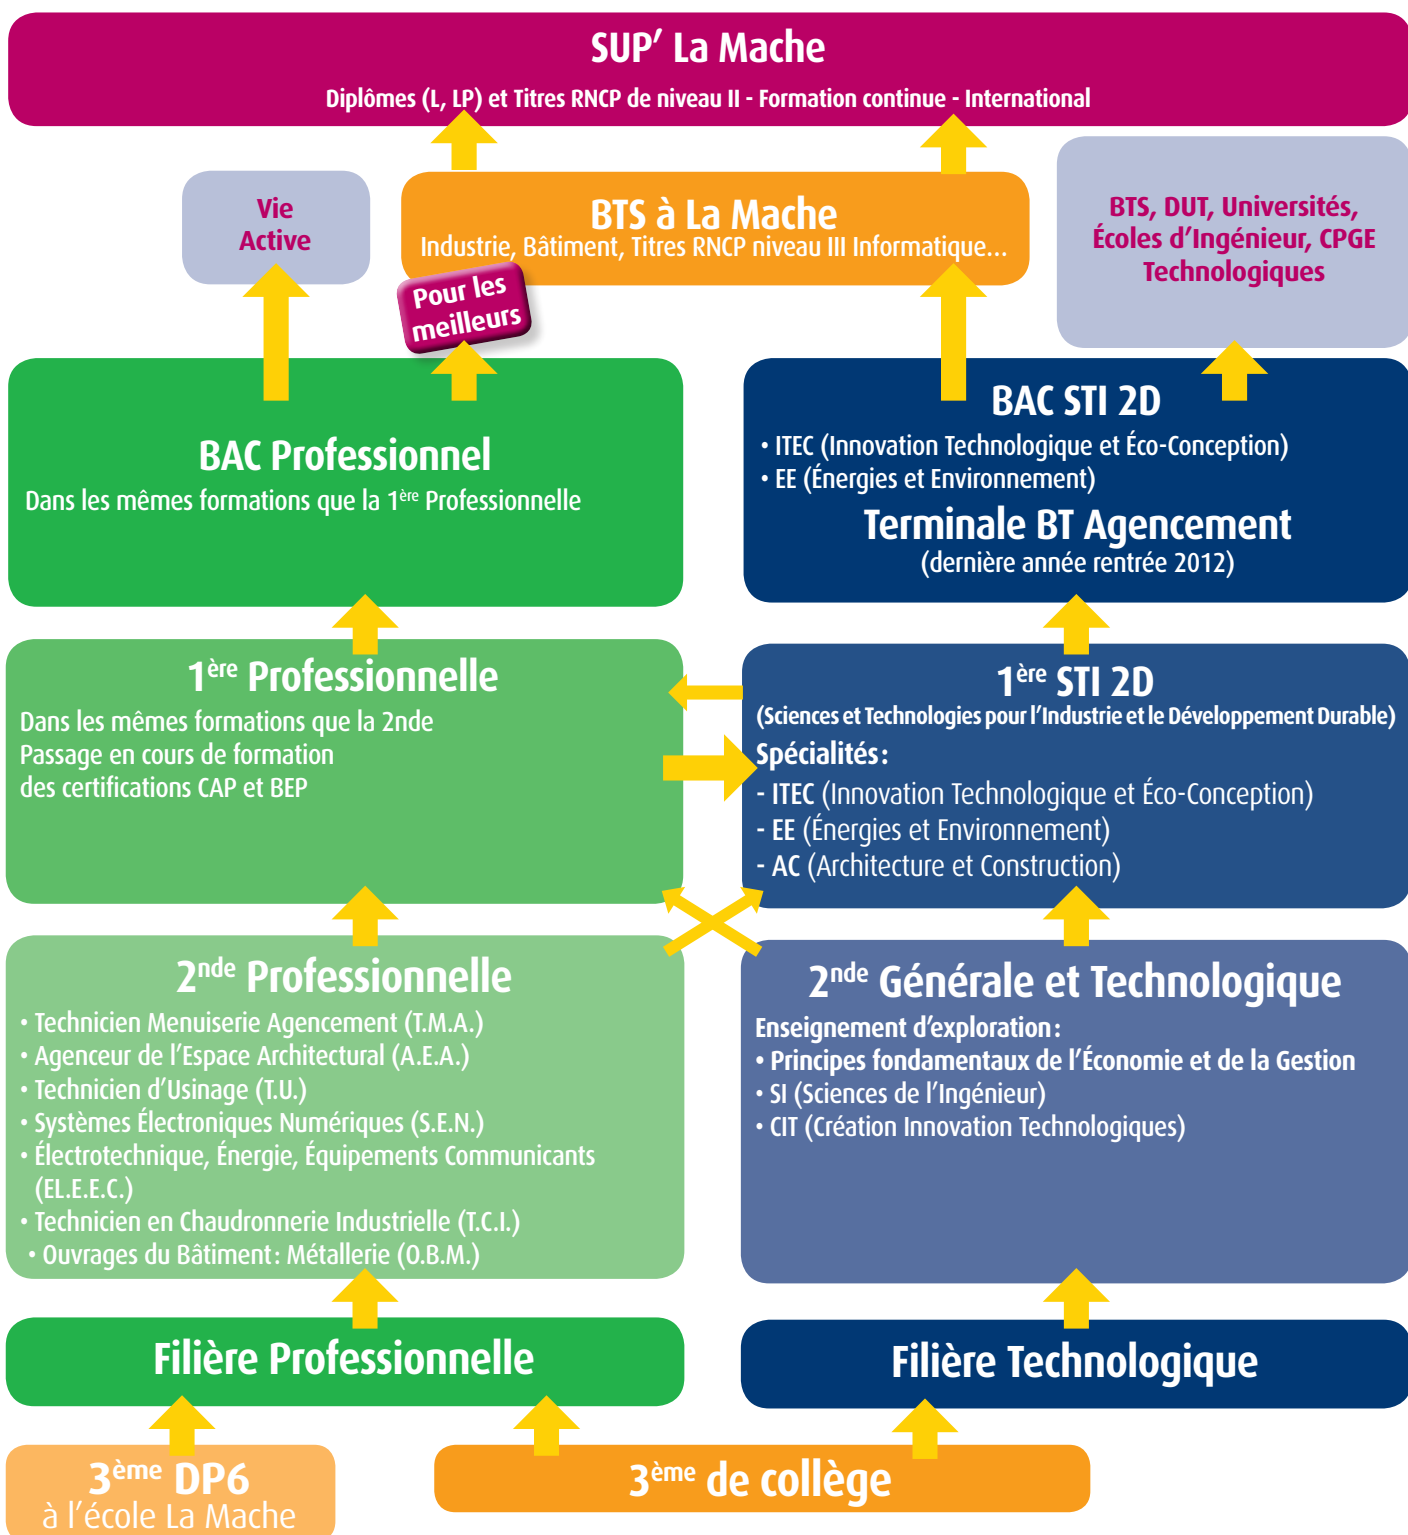 SUP’ La Mache
Diplômes (L, LP) et Titres RNCP de niveau II - Formation continue - International
Vie
Active
BTS à La Mache
Industrie, Bâtiment, Titres RNCP niveau III Informatique...
BTS, DUT, Universités,
Écoles d’Ingénieur, CPGE
Technologiques
Pour les
meilleurs
BAC Professionnel
Dans les mêmes formations que la 1ère Professionnelle
BAC STI 2D
• ITEC (Innovation Technologique et Éco-Conception)
• EE (Énergies et Environnement)
Terminale BT Agencement
(dernière année rentrée 2012)
1ère Professionnelle
Dans les mêmes formations que la 2nde
Passage en cours de formation
des certifications CAP et BEP
1ère STI 2D
(Sciences et Technologies pour l’Industrie et le Développement Durable)
Spécialités :
- ITEC (Innovation Technologique et Éco-Conception)
- EE (Énergies et Environnement)
- AC (Architecture et Construction)
2nde Professionnelle
• Technicien Menuiserie Agencement (T.M.A.)
• Agenceur de l’Espace Architectural (A.E.A.)
• Technicien d’Usinage (T.U.)
• Systèmes Électroniques Numériques (S.E.N.)
• Électrotechnique, Énergie, Équipements Communicants
(EL.E.E.C.)
• Technicien en Chaudronnerie Industrielle (T.C.I.)
• Ouvrages du Bâtiment : Métallerie (O.B.M.)
2nde Générale et Technologique
Enseignement d’exploration :
• Principes fondamentaux de l’Économie et de la Gestion
• SI (Sciences de l’Ingénieur)
• CIT (Création Innovation Technologiques)
Filière Professionnelle
Filière Technologique
3ème DP6
à l’école La Mache
3ème de collège